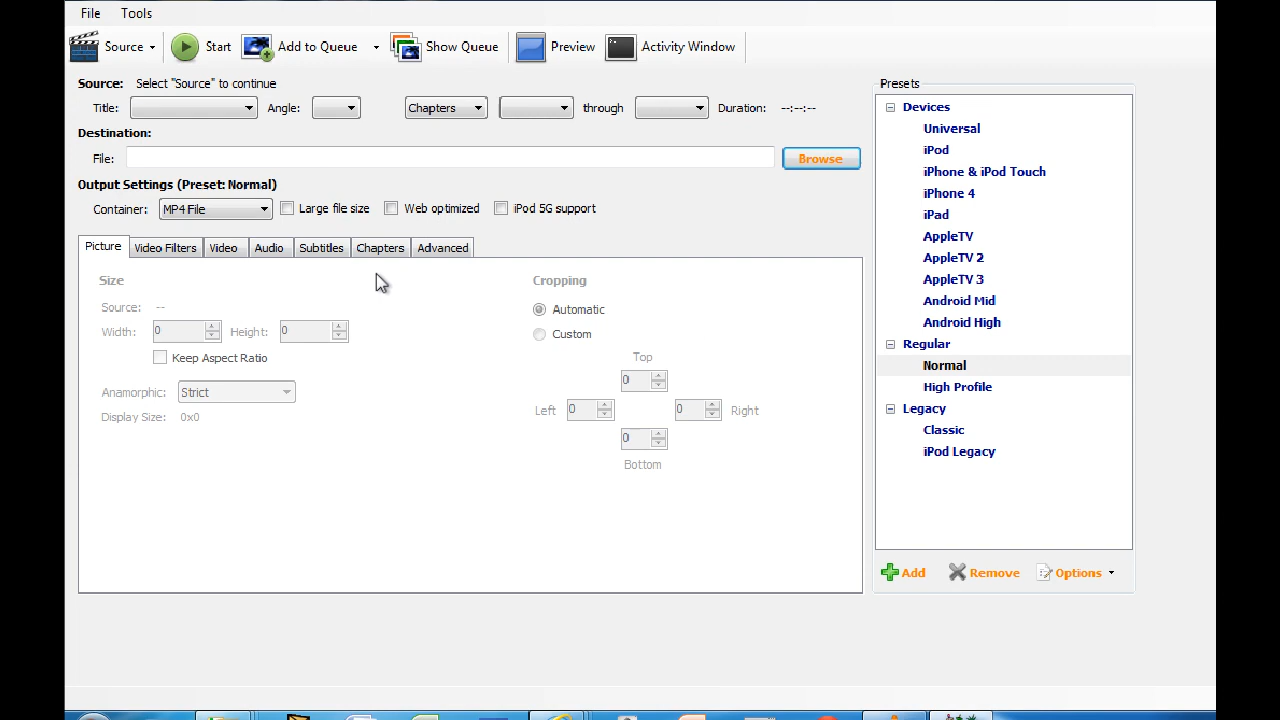 File Tools
Source Start Add to Queue Show Queue Preview Activity Window
Source: Select "Source" to continue
Title: Angle: Chapters through Duration: --:--:--
Destination:
File: Browse
Output Settings (Preset: Normal)
Container: MP4 File Large file size Web optimized iPod 5G support
Picture Video Filters Video Audio Subtitles Chapters Advanced
Size
Source: --
Width: 0 Height: 0
Keep Aspect Ratio
Anamorphic: Strict
Display Size: 0x0
Cropping
Automatic
Custom
Top
0
Left 0 0 Right
0
Bottom
Presets
Devices
Universal
iPod
iPhone & iPod Touch
iPhone 4
iPad
AppleTV
AppleTV 2
AppleTV 3
Android Mid
Android High
Regular
Normal
High Profile
Legacy
Classic
iPod Legacy
Add Remove Options